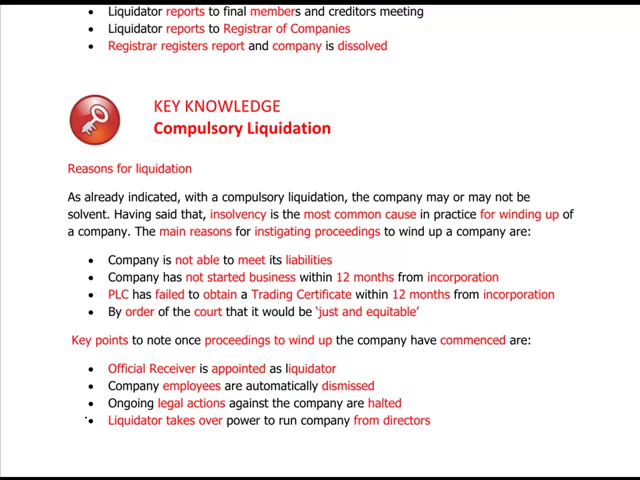 Liquidator reports to final members and creditors meeting
Liquidator reports to Registrar of Companies
Registrar registers report and company is dissolved
KEY KNOWLEDGE
Compulsory Liquidation
Reasons for liquidation
As already indicated, with a compulsory liquidation, the company may or may not be
solvent. Having said that, insolvency is the most common cause in practice for winding up of
a company. The main reasons for instigating proceedings to wind up a company are:
• Company is not able to meet its liabilities
• Company has not started business within 12 months from incorporation
• PLC has failed to obtain a Trading Certificate within 12 months from incorporation
• By order of the court that it would be ‘just and equitable’
Key points to note once proceedings to wind up the company have commenced are:
• Official Receiver is appointed as liquidator
• Company employees are automatically dismissed
• Ongoing legal actions against the company are halted
• Liquidator takes over power to run company from directors